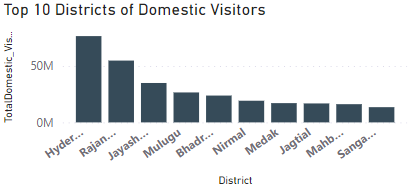 Top 10 Districts of Domestic Visitors
TotalDomestic_Vis...
50M
0M
Hyder...
Rajan...
Jayash...
Mulugu
Bhadr...
Nirmal
Medak
Jagtial
Mahb...
Sanga...
District